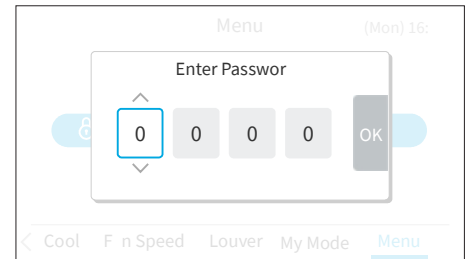 Menu (Mon) 16:
Enter Passwor
0 0 0 0 OK
Cool F n Speed Louver My Mode Menu